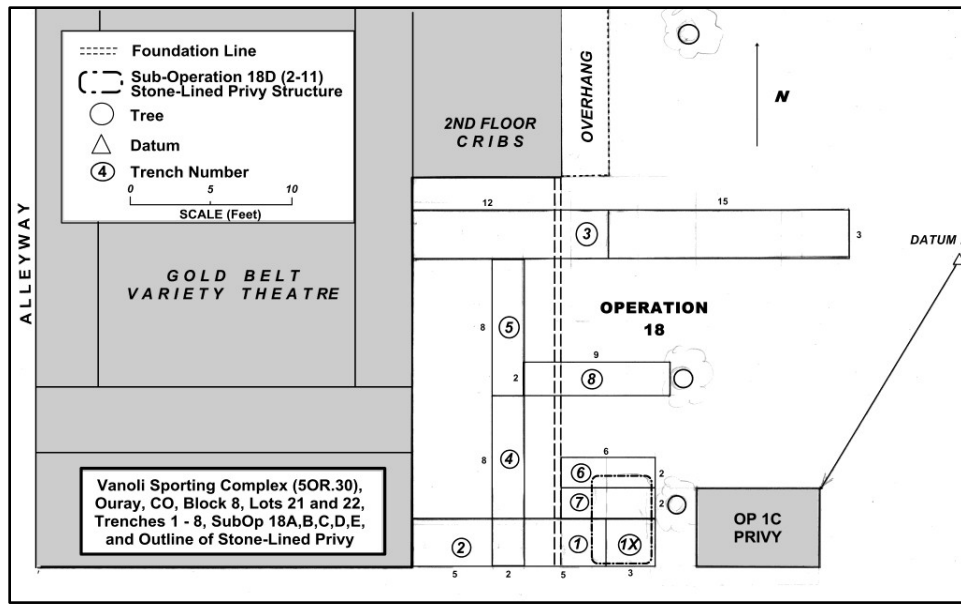 Foundation Line
Sub-Operation 18D (2-11)
Stone-Lined Privy Structure
Tree
Datum
4 Trench Number
0 5 10
SCALE (Feet)
ALLEYWAY
GOLD BELT
VARIETY THEATRE
2ND FLOOR
CRIBS
OVERHANG
N
12
15
3
3
DATUM
OPERATION
18
5
8
9
2
8
4
8
6
6
2
7
2
2
1
1X
5
2
5
3
OP 1C
PRIVY
Vanoli Sporting Complex (5OR.30),
Ouray, CO, Block 8, Lots 21 and 22,
Trenches 1 - 8, SubOp 18A,B,C,D,E,
and Outline of Stone-Lined Privy